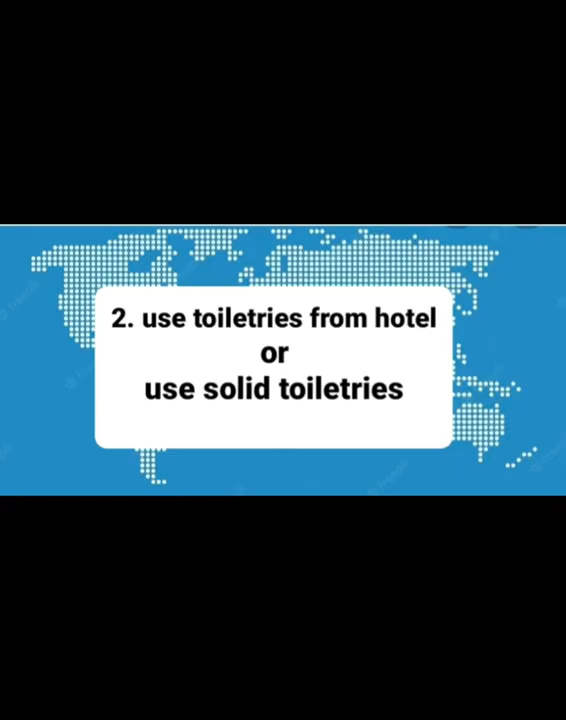 2. use toiletries from hotel
or
use solid toiletries